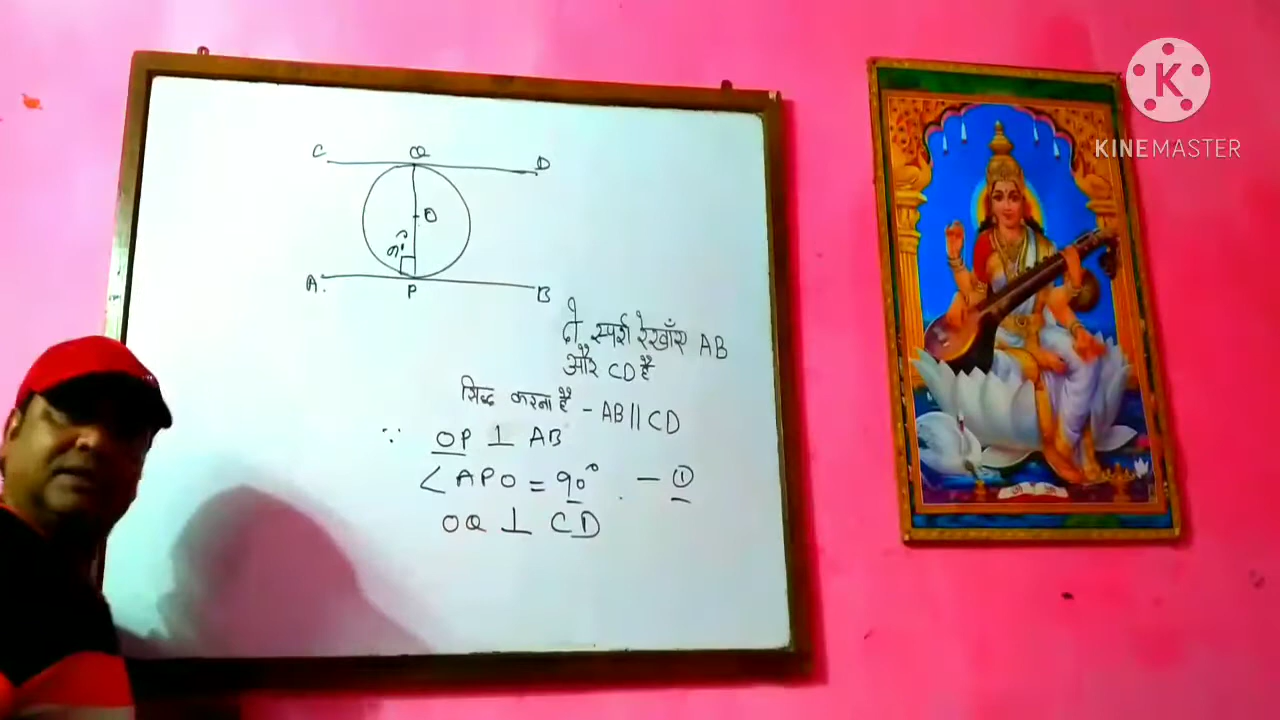 C Q D
O
90°
A. P B
दो स्पर्श रेखाँए AB
और CD है
सिद्ध करना है – AB || CD
∵ OP ⊥ AB
∠APO = 90° . – ①
OQ ⊥ CD
K
KINEMASTER